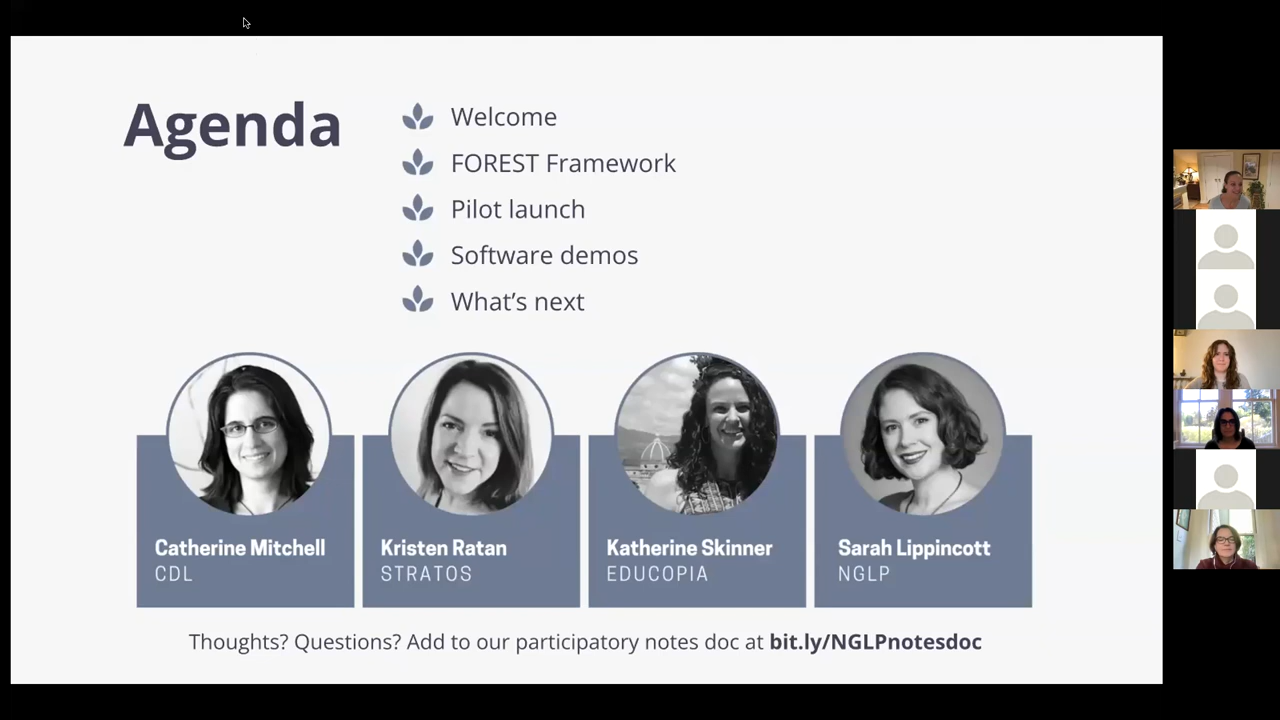 Agenda
Welcome
FOREST Framework
Pilot launch
Software demos
What's next
Catherine Mitchell
CDL
Kristen Ratan
STRATOS
Katherine Skinner
EDUCOPIA
Sarah Lippincott
NGLP
Thoughts? Questions? Add to our participatory notes doc at bit.ly/NGLPnotesdoc